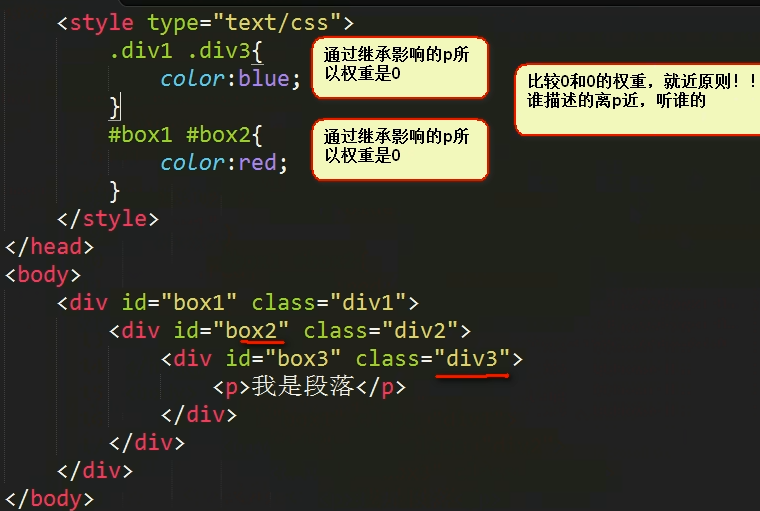 <style type="text/css">
.div1 .div3{
color:blue;
}
#box1 #box2{
color:red;
}
</style>
</head>
<body>
<div id="box1" class="div1">
<div id="box2" class="div2">
<div id="box3" class="div3">
<p>我是段落</p>
</div>
</div>
</div>
</body>
通过继承影响的p所
以权重是0
通过继承影响的p所
以权重是0
比较0和0的权重，就近原则！！
谁描述的离p近，听谁的